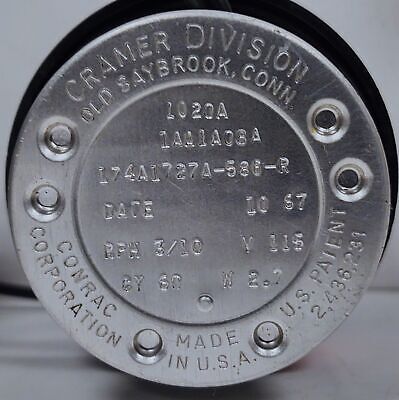 CRAMER DIVISION
OLD SAYBROOK, CONN.
1020A
1AA1A08A
174A1727A-586-R
DATE 10 67
RPH 3/10 V 115
CY 60 W 2.7
CONRAC
CORPORATION
MADE
IN U.S.A.
U.S. PATENT
2,436,231